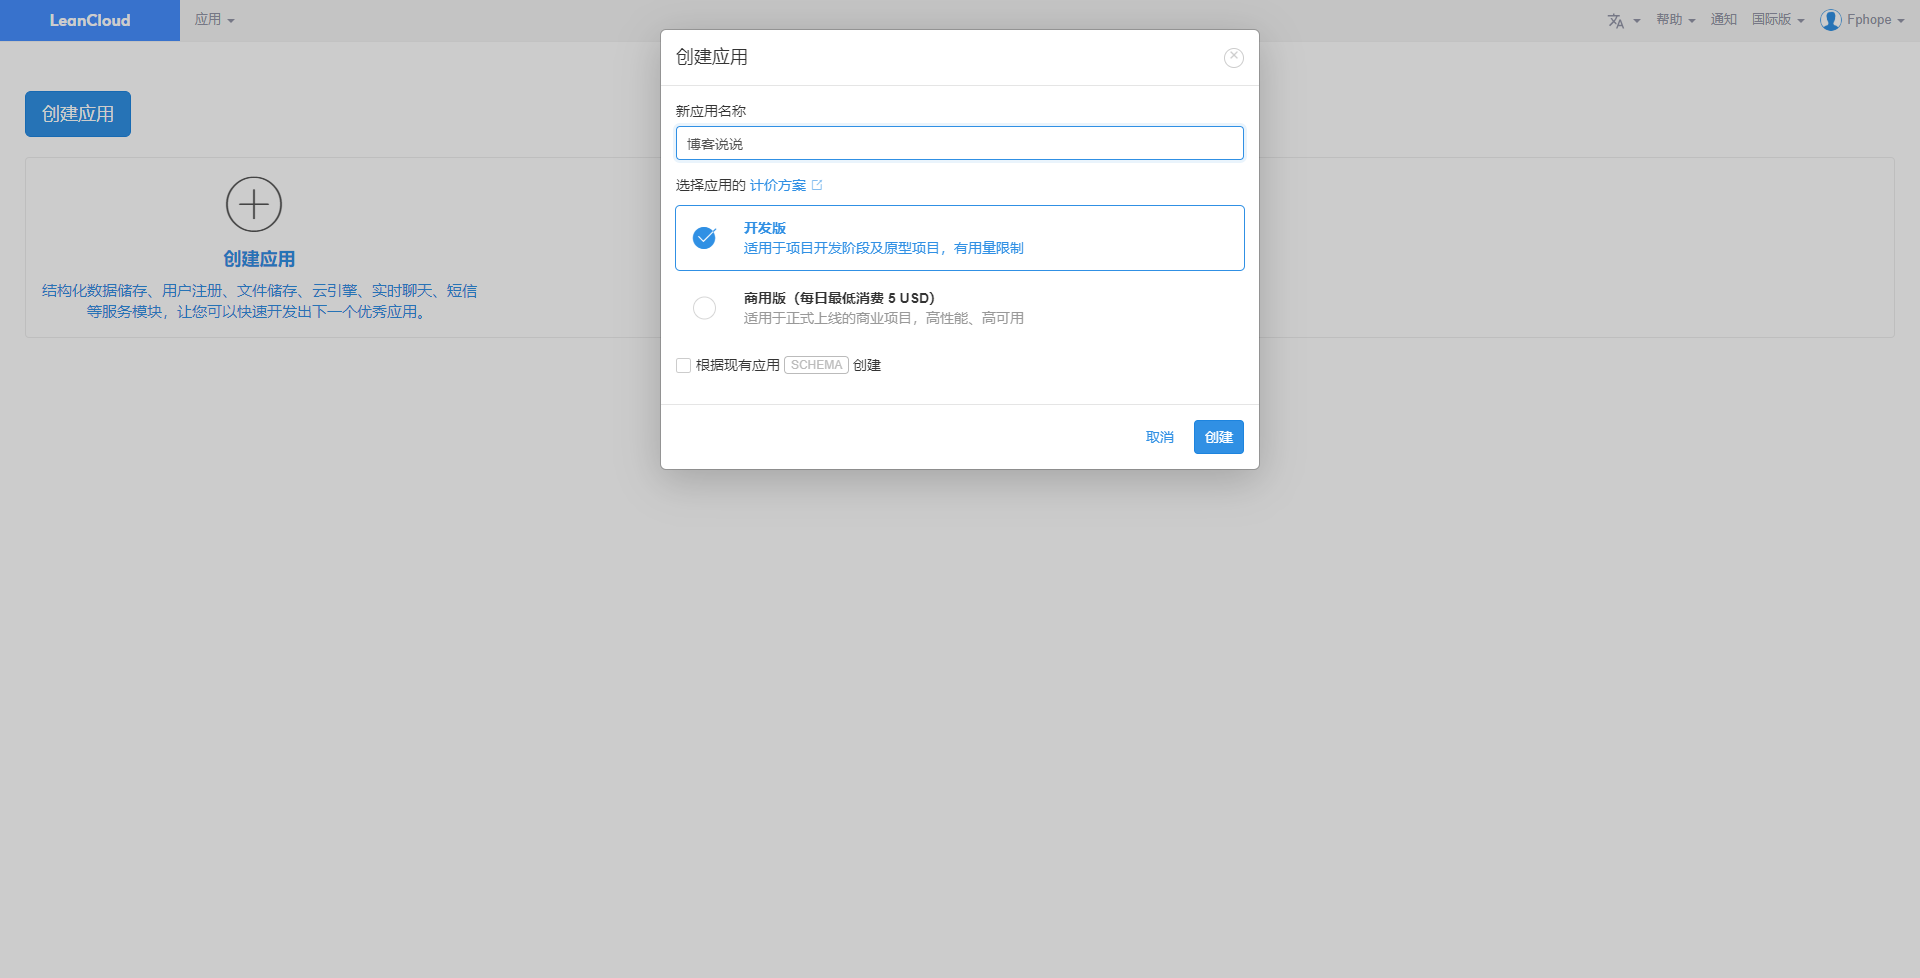 LeanCloud
应用
帮助
通知
国际版
Fphope
创建应用
创建应用
结构化数据储存、用户注册、文件储存、云引擎、实时聊天、短信
等服务模块，让您可以快速开发出下一个优秀应用。
创建应用
新应用名称
博客说说
选择应用的 计价方案
开发版
适用于项目开发阶段及原型项目，有用量限制
商用版（每日最低消费 5 USD）
适用于正式上线的商业项目，高性能、高可用
根据现有应用 SCHEMA 创建
取消
创建